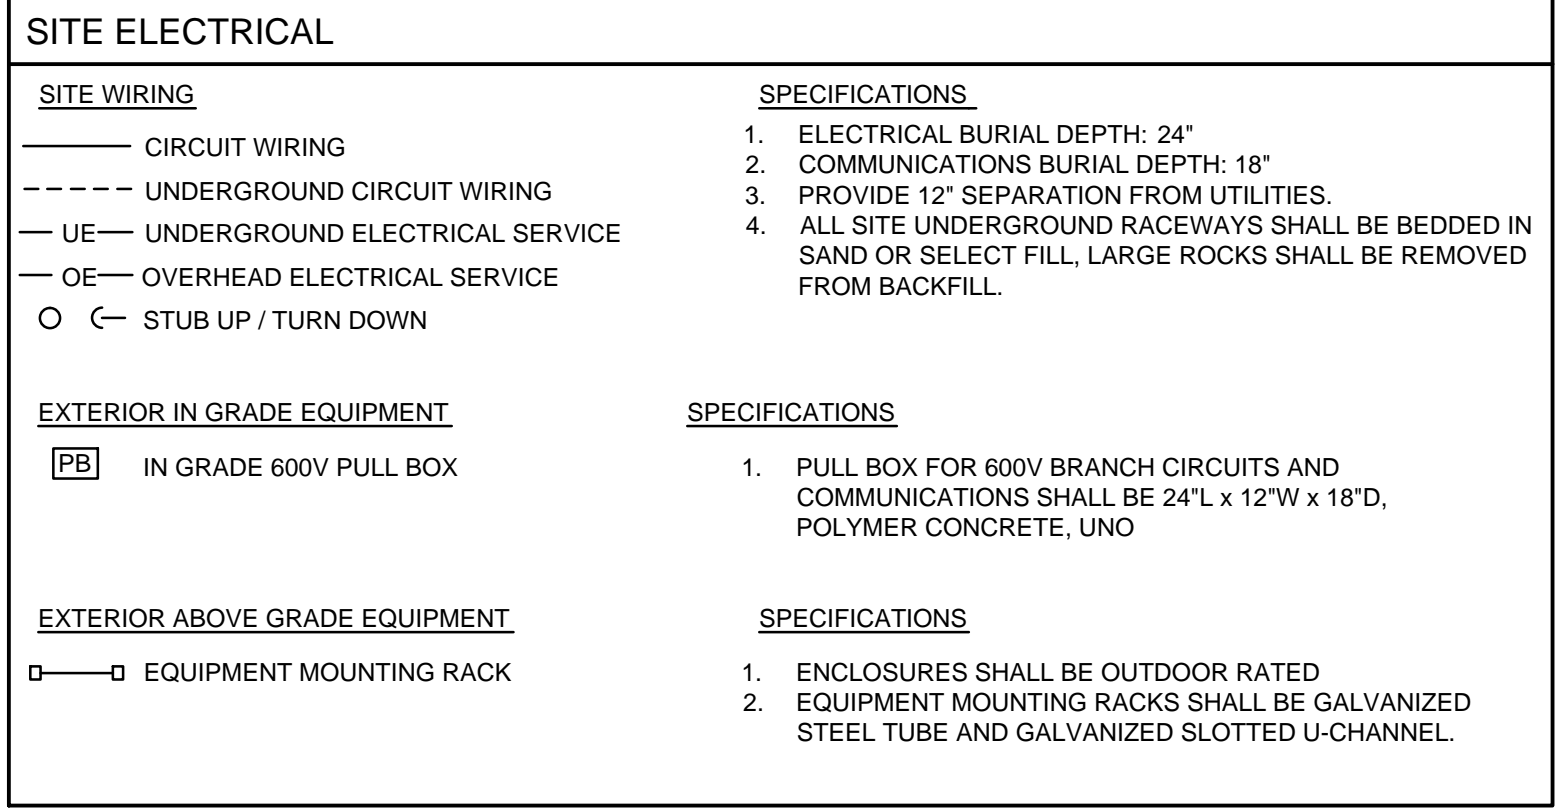 SITE ELECTRICAL
SITE WIRING
CIRCUIT WIRING
UNDERGROUND CIRCUIT WIRING
UE UNDERGROUND ELECTRICAL SERVICE
OE OVERHEAD ELECTRICAL SERVICE
STUB UP / TURN DOWN
SPECIFICATIONS
1. ELECTRICAL BURIAL DEPTH: 24"
2. COMMUNICATIONS BURIAL DEPTH: 18"
3. PROVIDE 12" SEPARATION FROM UTILITIES.
4. ALL SITE UNDERGROUND RACEWAYS SHALL BE BEDDED IN
SAND OR SELECT FILL, LARGE ROCKS SHALL BE REMOVED
FROM BACKFILL.
EXTERIOR IN GRADE EQUIPMENT
PB IN GRADE 600V PULL BOX
SPECIFICATIONS
1. PULL BOX FOR 600V BRANCH CIRCUITS AND
COMMUNICATIONS SHALL BE 24"L x 12"W x 18"D,
POLYMER CONCRETE, UNO
EXTERIOR ABOVE GRADE EQUIPMENT
EQUIPMENT MOUNTING RACK
SPECIFICATIONS
1. ENCLOSURES SHALL BE OUTDOOR RATED
2. EQUIPMENT MOUNTING RACKS SHALL BE GALVANIZED
STEEL TUBE AND GALVANIZED SLOTTED U-CHANNEL.